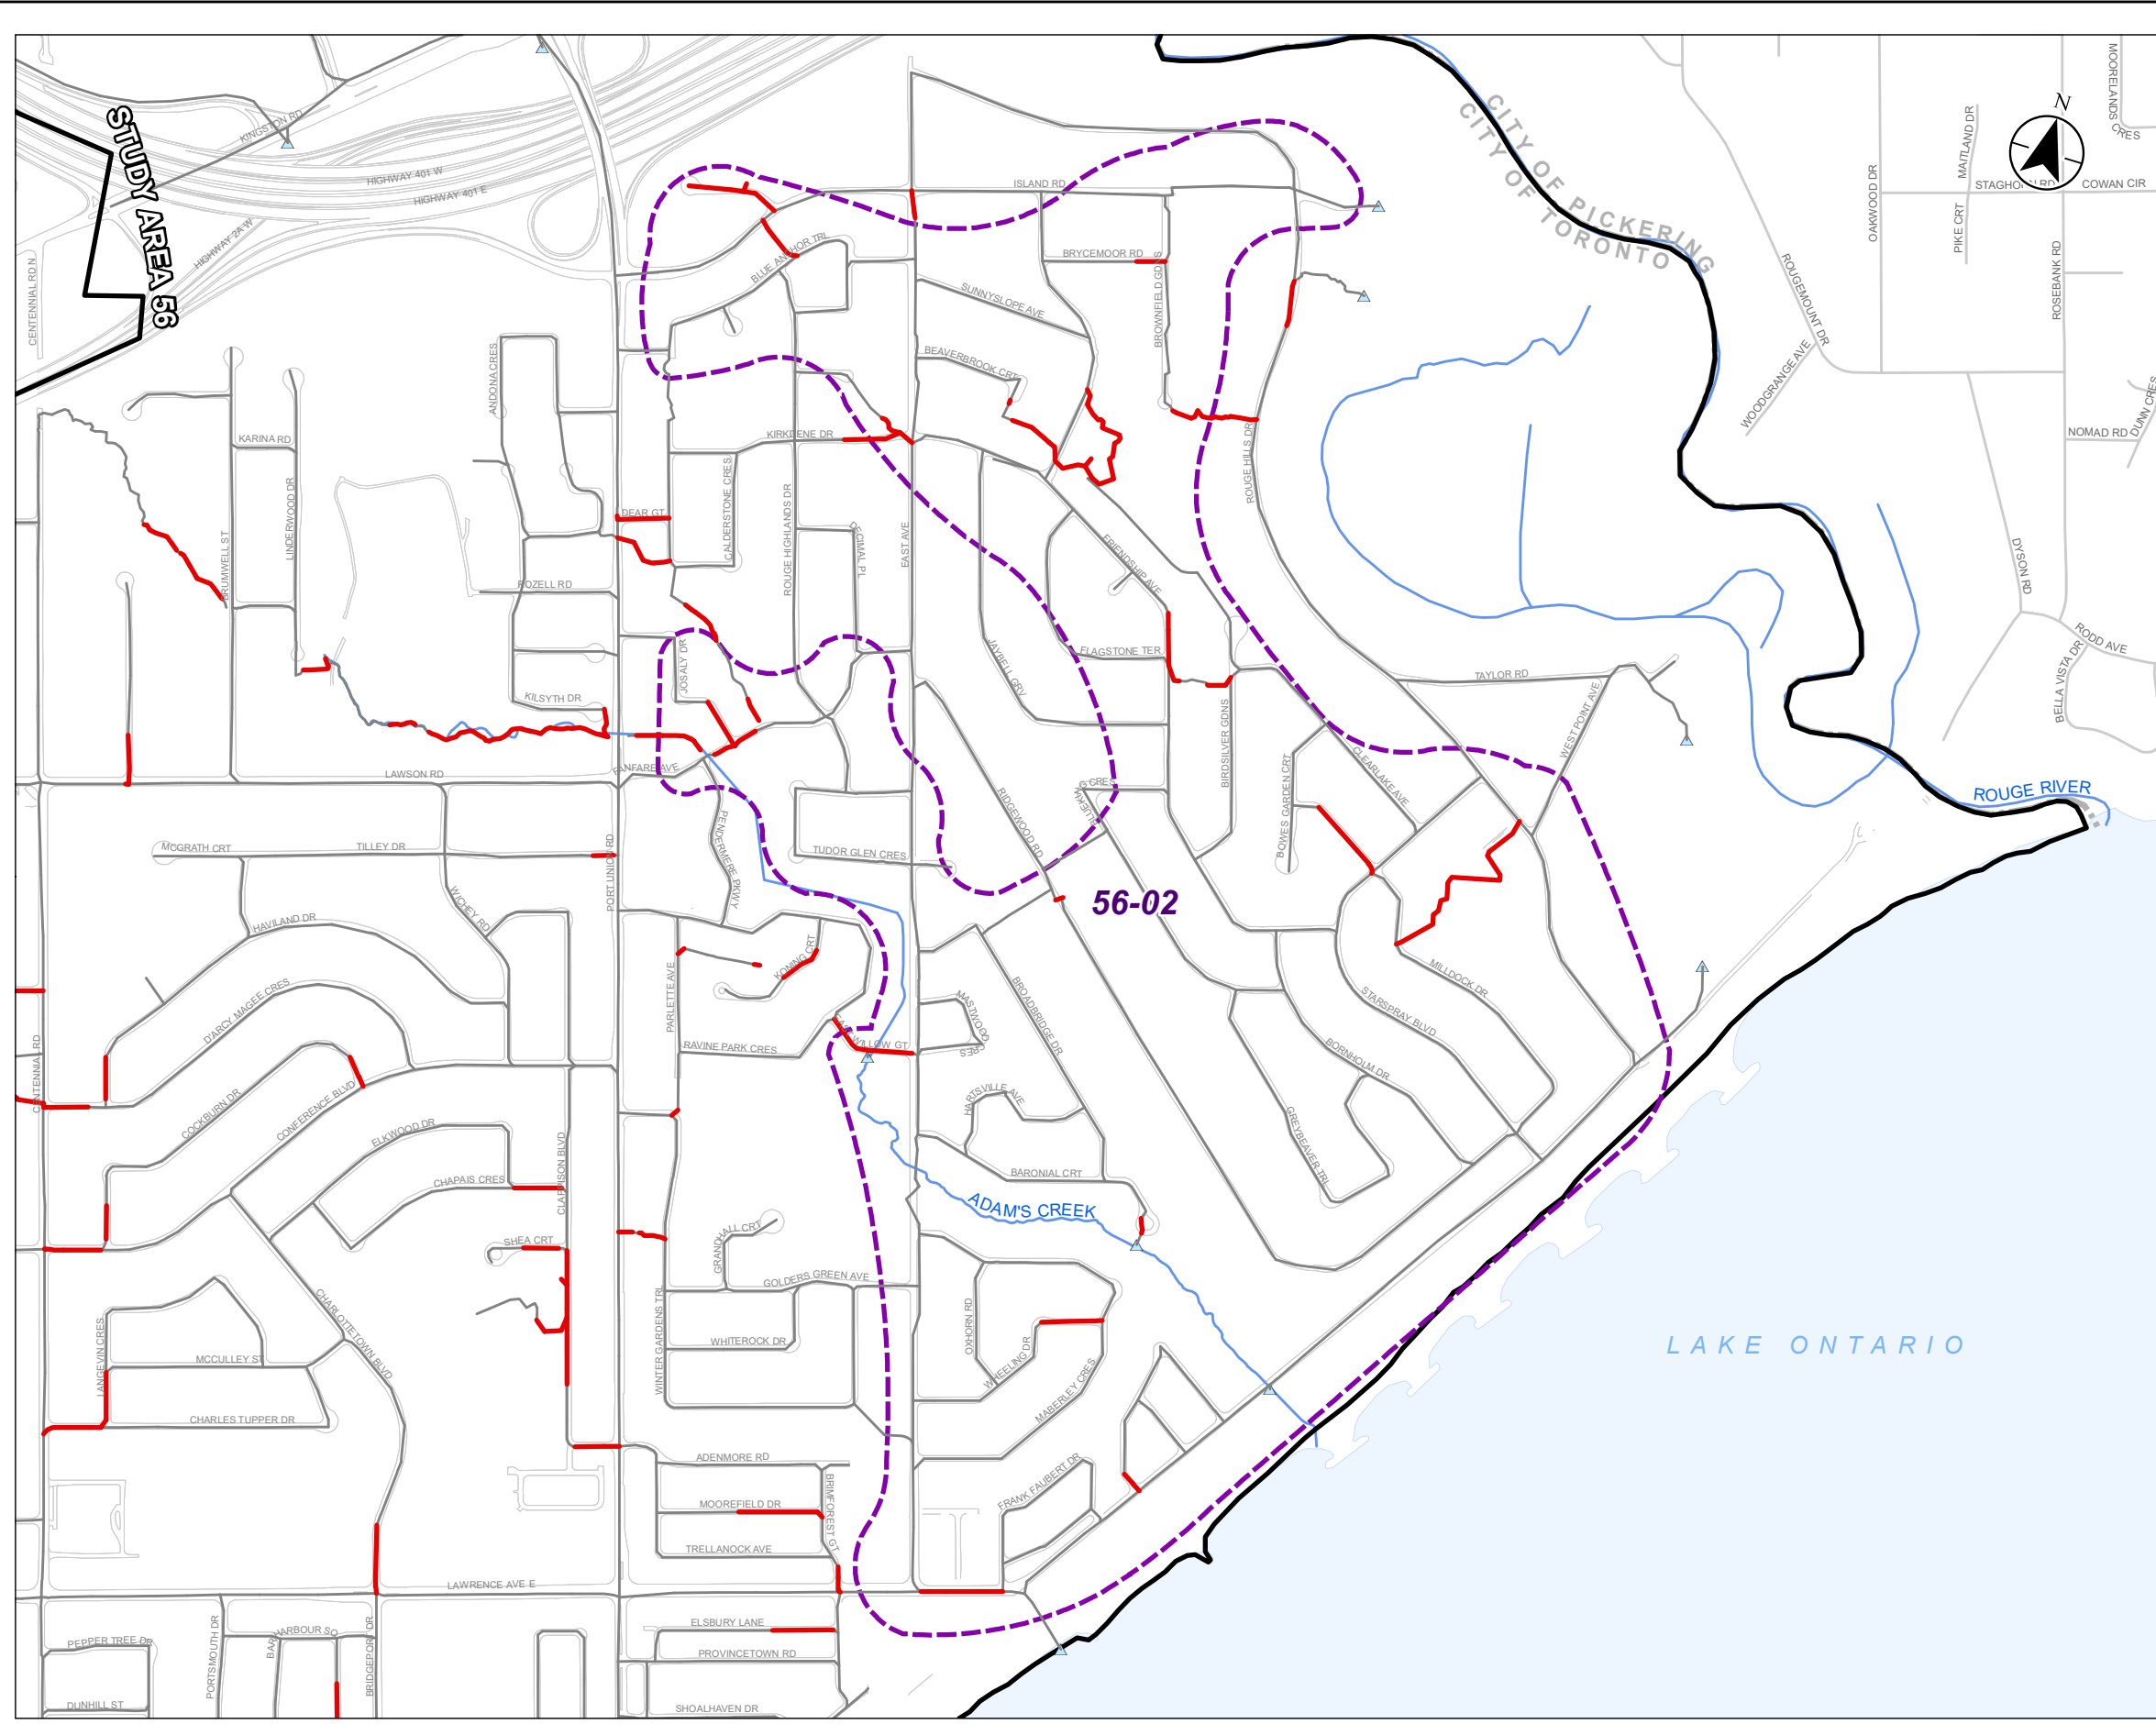 STUDY AREA 56
KINGSTON RD
HIGHWAY 401 W
HIGHWAY 401 E
HIGHWAY 2A W
CENTENNIAL RD N
CITY OF PICKERING
CITY OF TORONTO
MOORELANDS CRES
N
MAITLAND DR
OAKWOOD DR
COWAN CIR
PIKE CRT
ROSEBANK RD
ROUGEMOUNT DR
WOODGRANGE AVE
NOMAD RD
DUNN CRES
DYSON RD
RODD AVE
BELLA VISTA DR
ISLAND RD
BLUE ANCHOR TRL
BRYCEMOOR RD
BROWNFIELD GDNS
SUNNYSLOPE AVE
BEAVERBROOK CRT
ANDONA CRES
KARINA RD
LINDERWOOD DR
BRUMWELL ST
KIRKDENE DR
DEAR GT
CALDERSTONE CRES
ROUGE HIGHLANDS DR
DECIMAL PL
EAST AVE
ROUGE HILLS DR
FRIENDSHIP AVE
ROZELL RD
JOSALY DR
KILSYTH DR
JAYBELL GRV
FLAGSTONE TER
TAYLOR RD
WEST POINT AVE
BIRDSILVER GDNS
BOWES GARDEN CRT
CLEARLAKE AVE
LAWSON RD
FANFARE AVE
PENDERMERE PKWY
RIDGEWOOD RD
ROUGE RIVER
MCGRATH CRT
TILLEY DR
PORT UNION RD
TUDOR GLEN CRES
WICHEY RD
HAVILAND DR
56-02
KONING CRT
PARLETTE AVE
D'ARCY MAGEE CRES
MASTWOOD CRES
BROADBRIDGE DR
MILLDOCK DR
STARSPRAY BLVD
BORNHOLM DR
RAVINE PARK CRES
CENTENNIAL RD
COCKBURN DR
CONFERENCE BLVD
ELKWOOD DR
HARTSVILLE AVE
GREYBEAVER TRL
CHAPAIS CRES
CLAPPISON BLVD
BARONIAL CRT
ADAM'S CREEK
SHEA CRT
GRANDHALL CRT
GOLDERS GREEN AVE
WINTER GARDENS TRL
CHARLOTTETOWN BLVD
LANGEVIN CRES
MCCULLEY ST
WHITEROCK DR
OXHORN RD
WHEELING DR
MABERLEY CRES
LAKE ONTARIO
CHARLES TUPPER DR
ADENMORE RD
FRANK FAUBERT DR
MOOREFIELD DR
BRIMFOREST GT
TRELLANOCK AVE
LAWRENCE AVE E
ELSBURY LANE
PROVINCETOWN RD
PEPPER TREE DR
PORTSMOUTH DR
BRIDGEPORT DR
DUNHILL ST
SHOALHAVEN DR